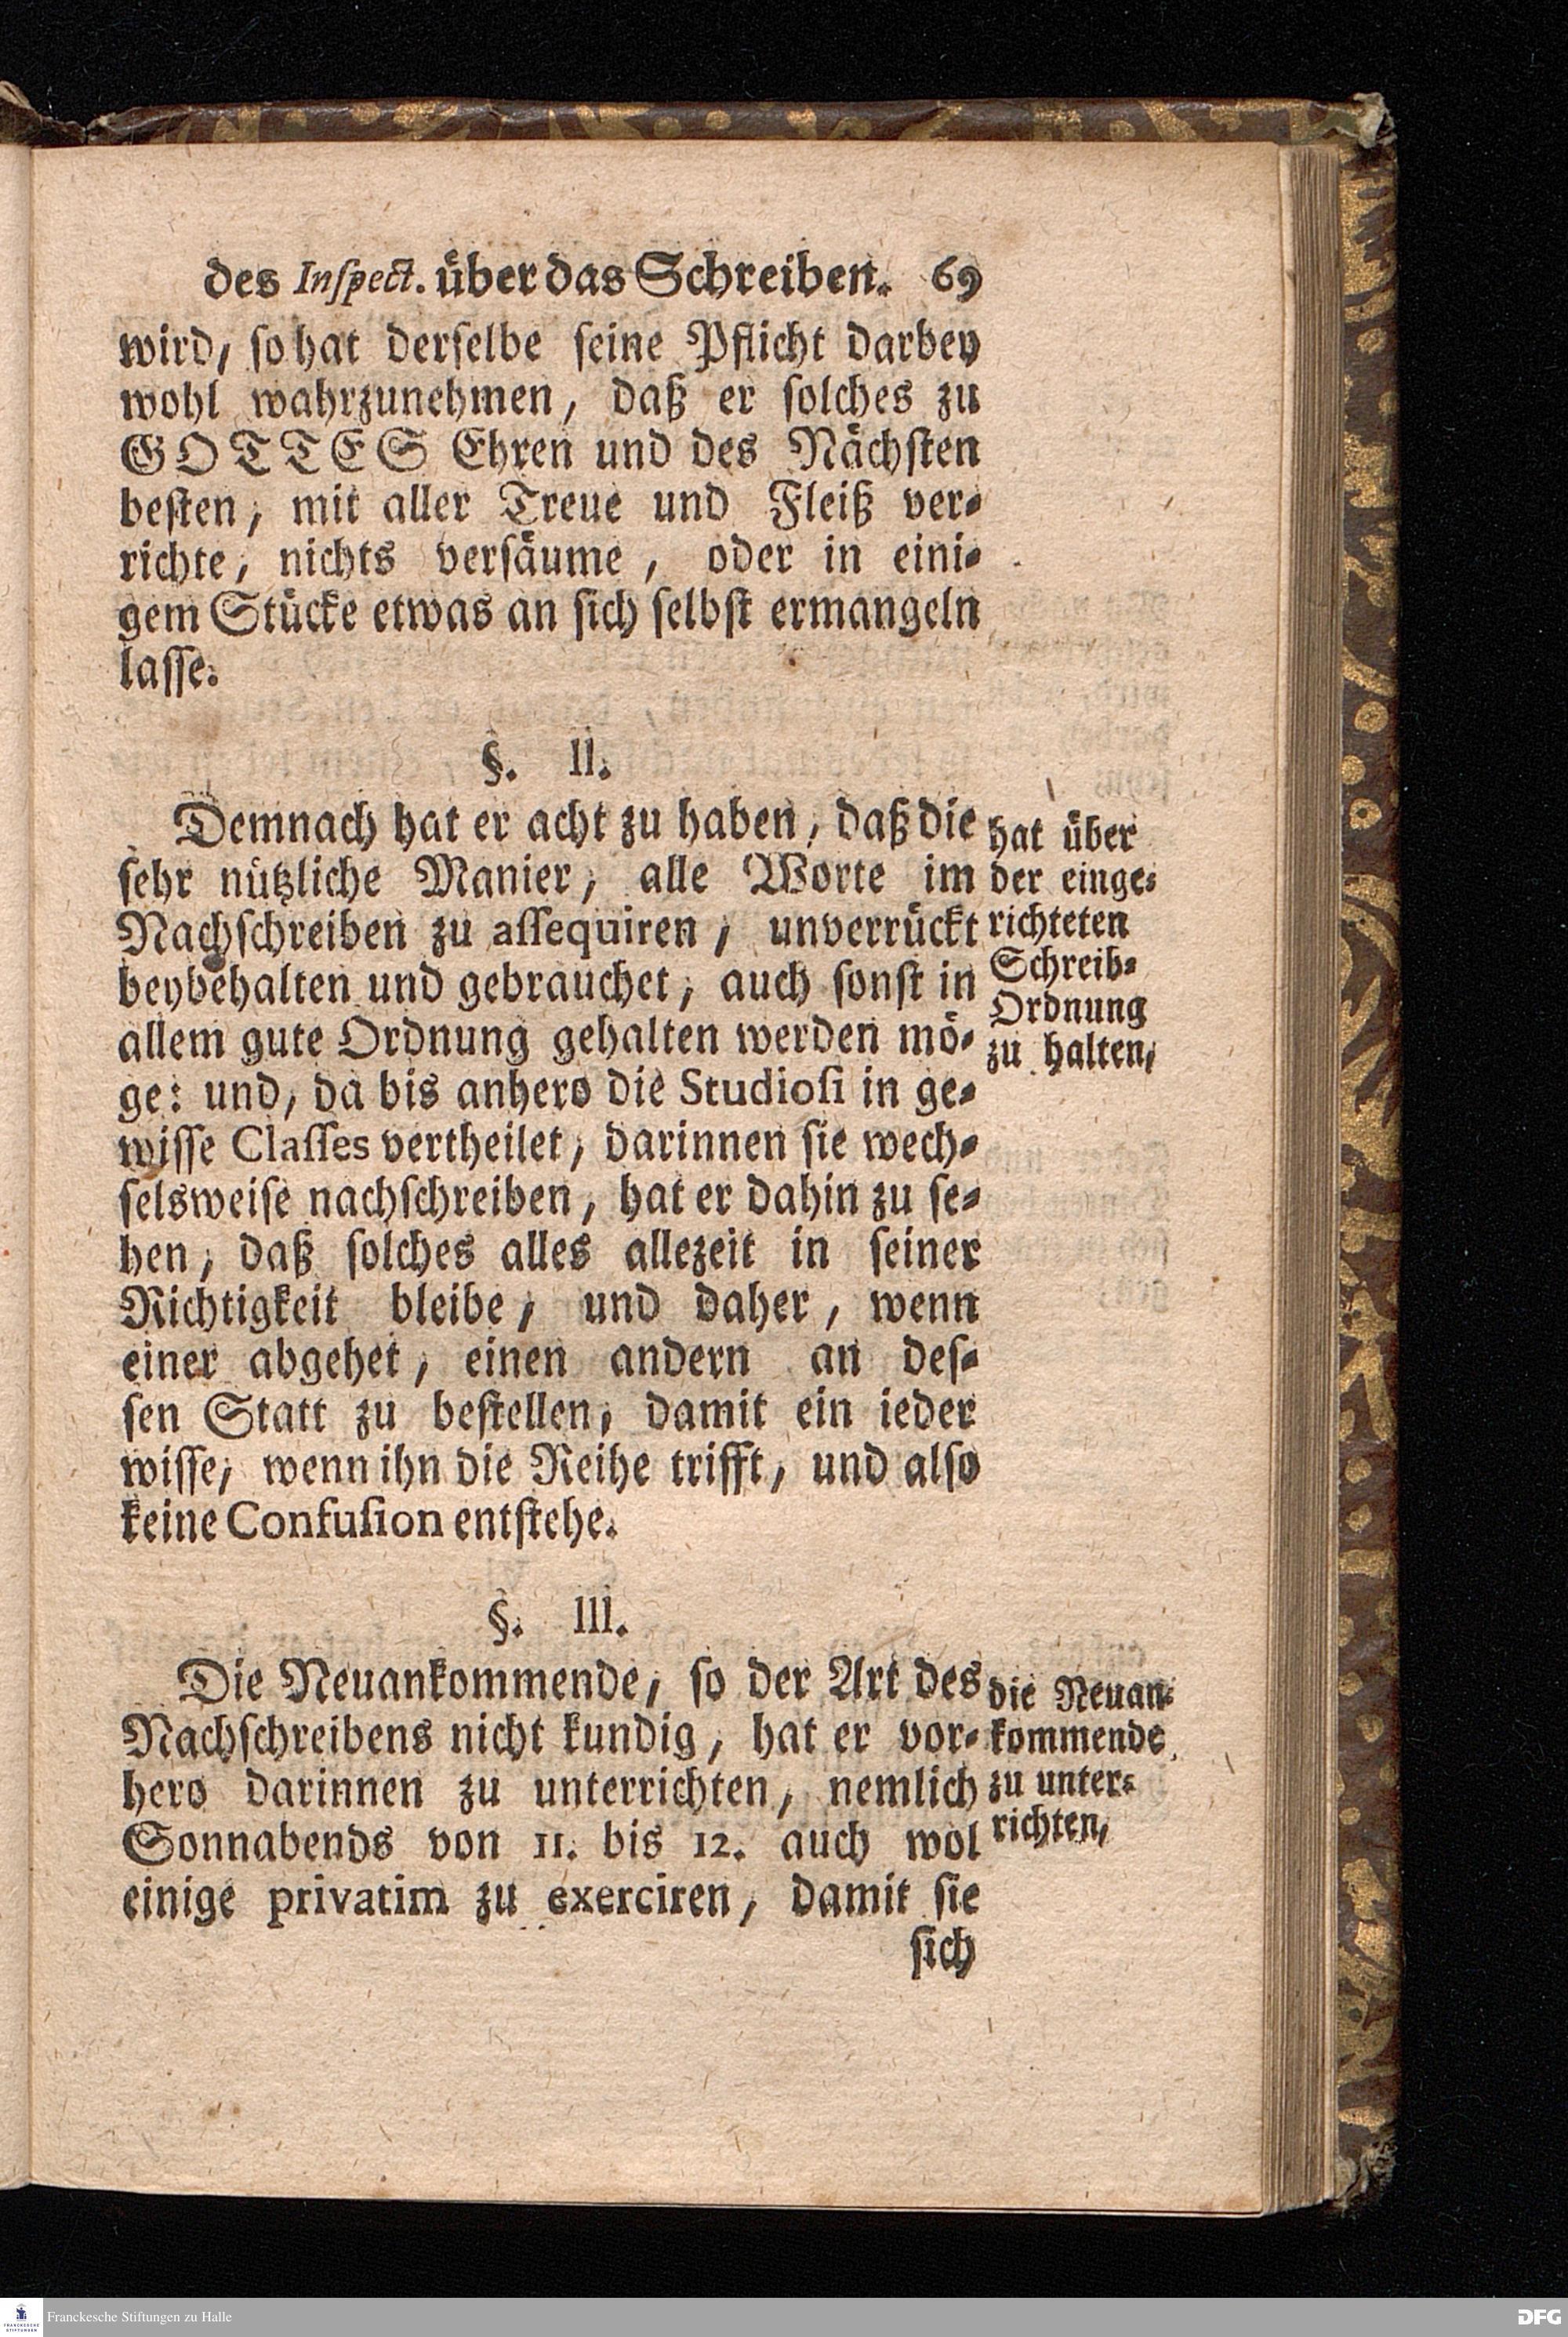 des Inspect. über das Schreiben. 69
wird, so hat derselbe seine Pflicht darbey
wohl wahrzunehmen, daß er solches zu
GOTTES Ehren und des Nächsten
besten, mit aller Treue und Fleiß ver-
richte, nichts versäume, oder in eini-
gem Stücke etwas an sich selbst ermangeln
lasse.
§. II.
Demnach hat er acht zu haben, daß die
sehr nützliche Manier, alle Worte im
Nachschreiben zu assequiren, unverrückt
beybehalten und gebrauchet, auch sonst in
allem gute Ordnung gehalten werden mö-
ge: und, da bis anhero die Studiosi in ge-
wisse Classes vertheilet, darinnen sie wech-
selsweise nachschreiben, hat er dahin zu se-
hen, daß solches alles allezeit in seiner
Richtigkeit bleibe, und daher, wenn
einer abgehet, einen andern an des-
sen Statt zu bestellen, damit ein ieder
wisse, wenn ihn die Reihe trifft, und also
keine Confusion entstehe.
hat über
der einge-
richteten
Schreib-
Ordnung
zu halten,
§. III.
Die Neuankommende, so der Art des
Nachschreibens nicht kundig, hat er vor-
hero darinnen zu unterrichten, nemlich
Sonnabends von 11. bis 12. auch wol
einige privatim zu exerciren, damit sie
die Neuan-
kommende
zu unter-
richten,
sich
FRANCKESCHE
STIFTUNGEN
Franckesche Stiftungen zu Halle
DFG